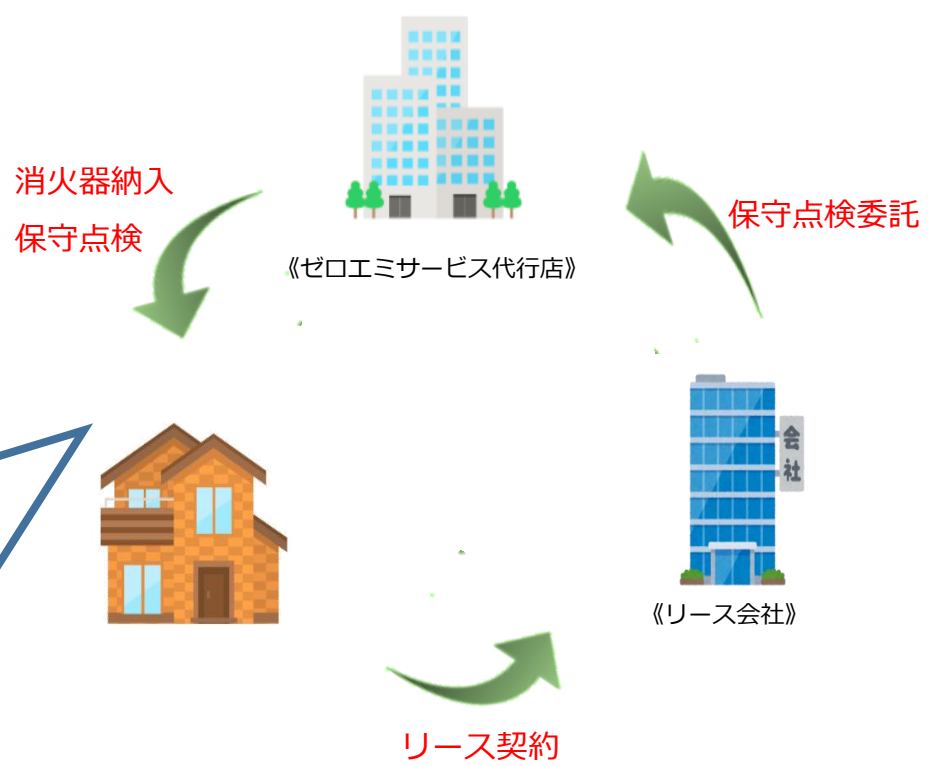 消火器納入
保守点検
保守点検委託
《ゼロエミサービス代行店》
会社
《リース会社》
リース契約